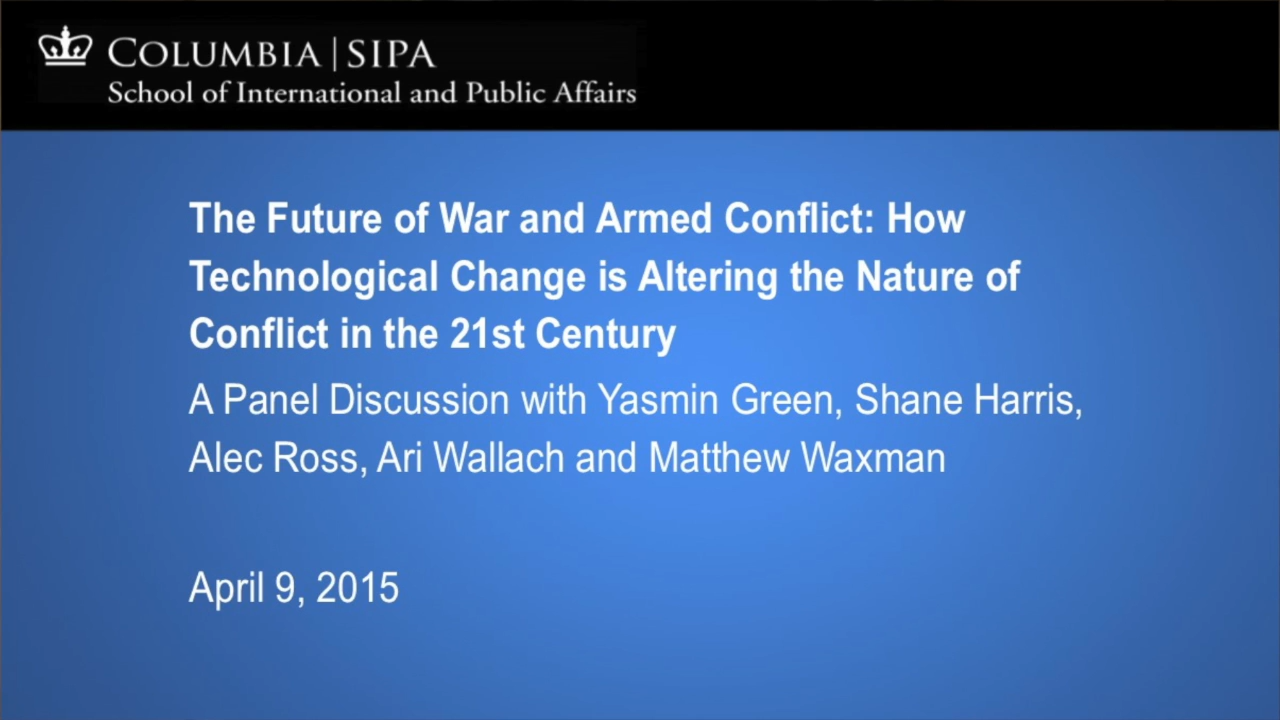 COLUMBIA | SIPA
School of International and Public Affairs
The Future of War and Armed Conflict: How
Technological Change is Altering the Nature of
Conflict in the 21st Century
A Panel Discussion with Yasmin Green, Shane Harris,
Alec Ross, Ari Wallach and Matthew Waxman
April 9, 2015